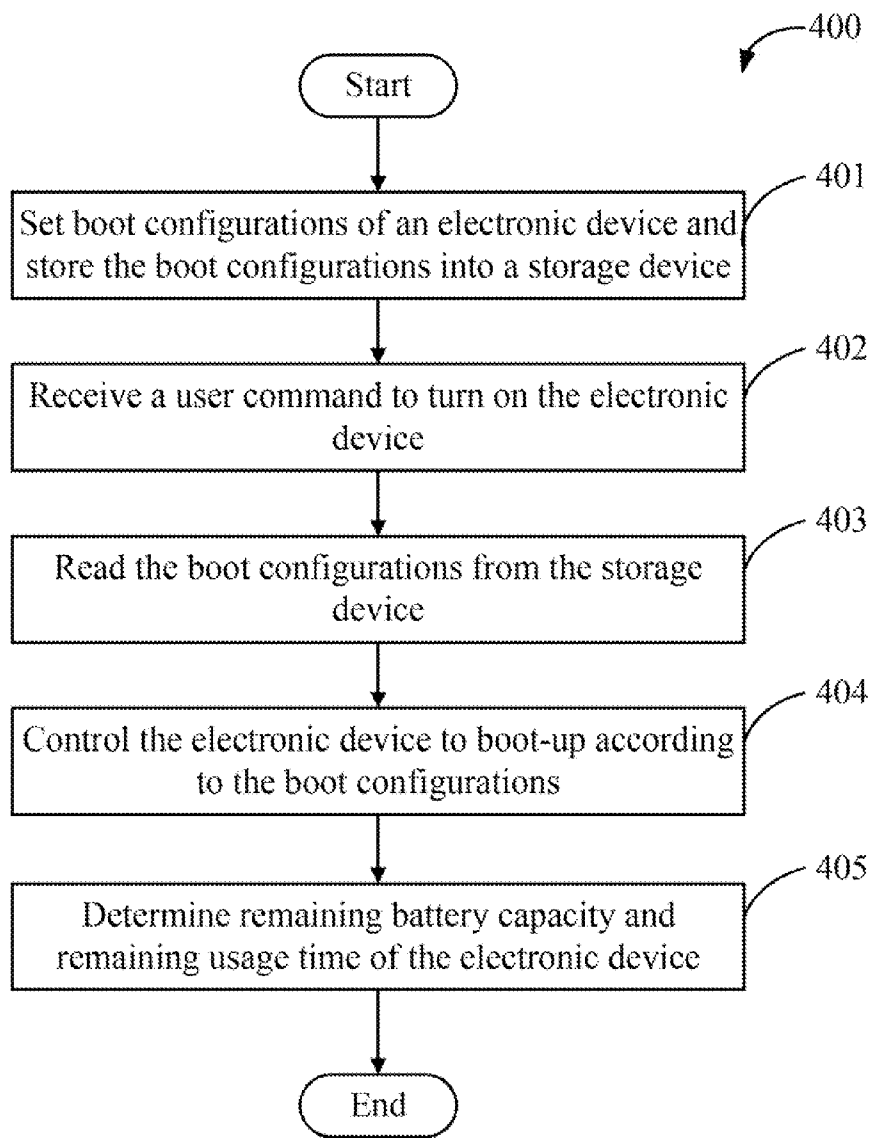 400
Start
401
Set boot configurations of an electronic device and
store the boot configurations into a storage device
402
Receive a user command to turn on the electronic
device
403
Read the boot configurations from the storage
device
404
Control the electronic device to boot-up according
to the boot configurations
405
Determine remaining battery capacity and
remaining usage time of the electronic device
End